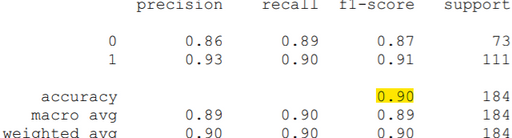 precision recall f1-score support
0 0.86 0.89 0.87 73
1 0.93 0.90 0.91 111
accuracy 0.90 184
macro avg 0.89 0.90 0.89 184
weighted avg 0.90 0.90 0.90 184